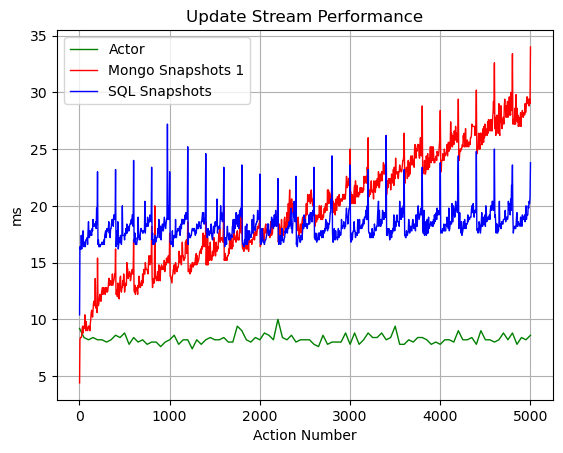 Update Stream Performance
Actor
Mongo Snapshots 1
SQL Snapshots
ms
35
30
25
20
15
10
5
0 1000 2000 3000 4000 5000
Action Number